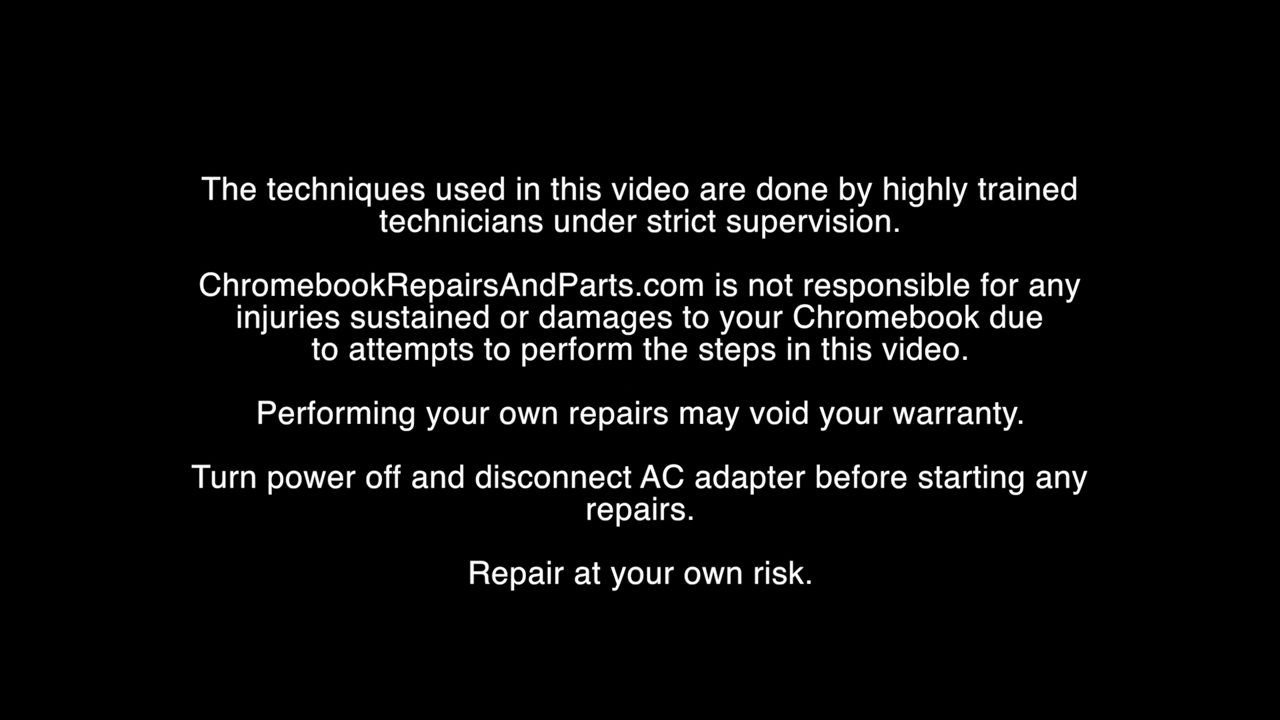 The techniques used in this video are done by highly trained
technicians under strict supervision.
ChromebookRepairsAndParts.com is not responsible for any
injuries sustained or damages to your Chromebook due
to attempts to perform the steps in this video.
Performing your own repairs may void your warranty.
Turn power off and disconnect AC adapter before starting any
repairs.
Repair at your own risk.